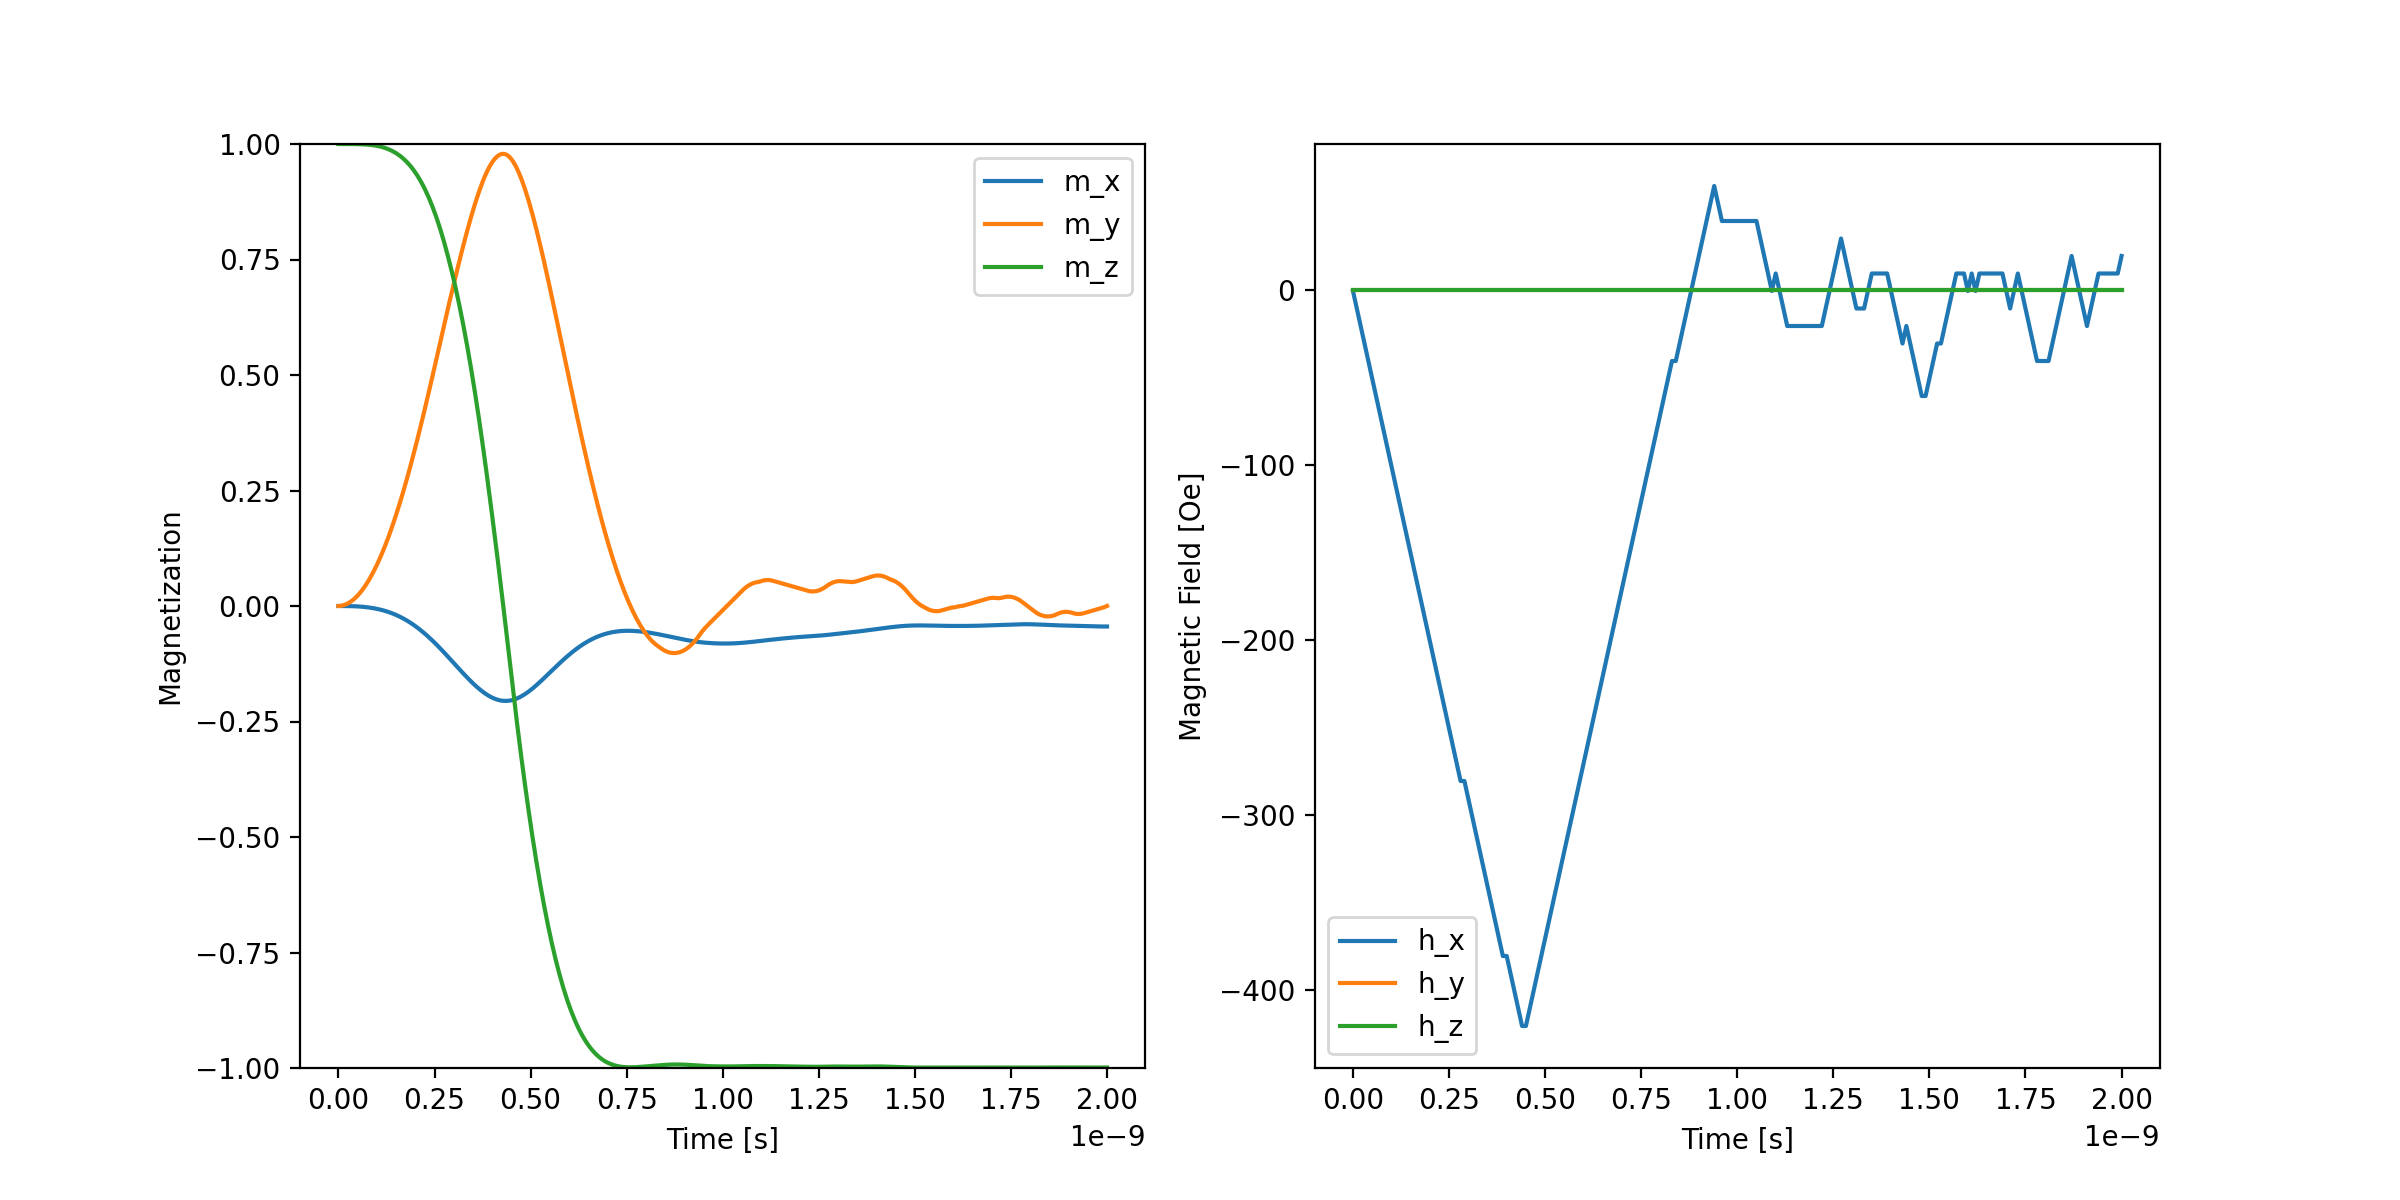 1.00
0.75
0.50
0.25
0.00
−0.25
−0.50
−0.75
−1.00
Magnetization
m_x
m_y
m_z
0.00 0.25 0.50 0.75 1.00 1.25 1.50 1.75 2.00
Time [s]
1e−9
0
−100
−200
−300
−400
Magnetic Field [Oe]
h_x
h_y
h_z
0.00 0.25 0.50 0.75 1.00 1.25 1.50 1.75 2.00
Time [s]
1e−9